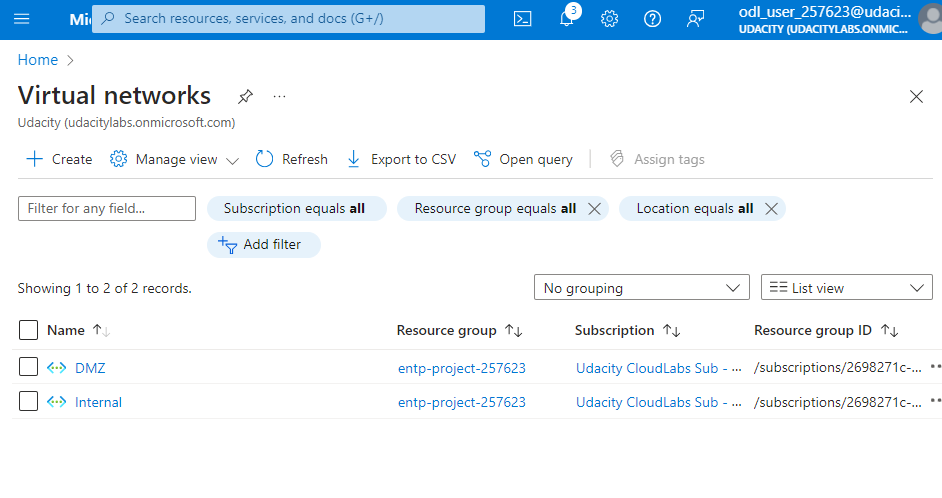 Mic Search resources, services, and docs (G+/) 3 odl_user_257623@udaci...
UDACITY (UDACITYLABS.ONMIC...
Home
Virtual networks
Udacity (udacitylabs.onmicrosoft.com)
Create Manage view Refresh Export to CSV Open query Assign tags
Filter for any field... Subscription equals all Resource group equals all Location equals all
Add filter
Showing 1 to 2 of 2 records. No grouping List view
Name Resource group Subscription Resource group ID
DMZ entp-project-257623 Udacity CloudLabs Sub - ... /subscriptions/2698271c-...
Internal entp-project-257623 Udacity CloudLabs Sub - ... /subscriptions/2698271c-...